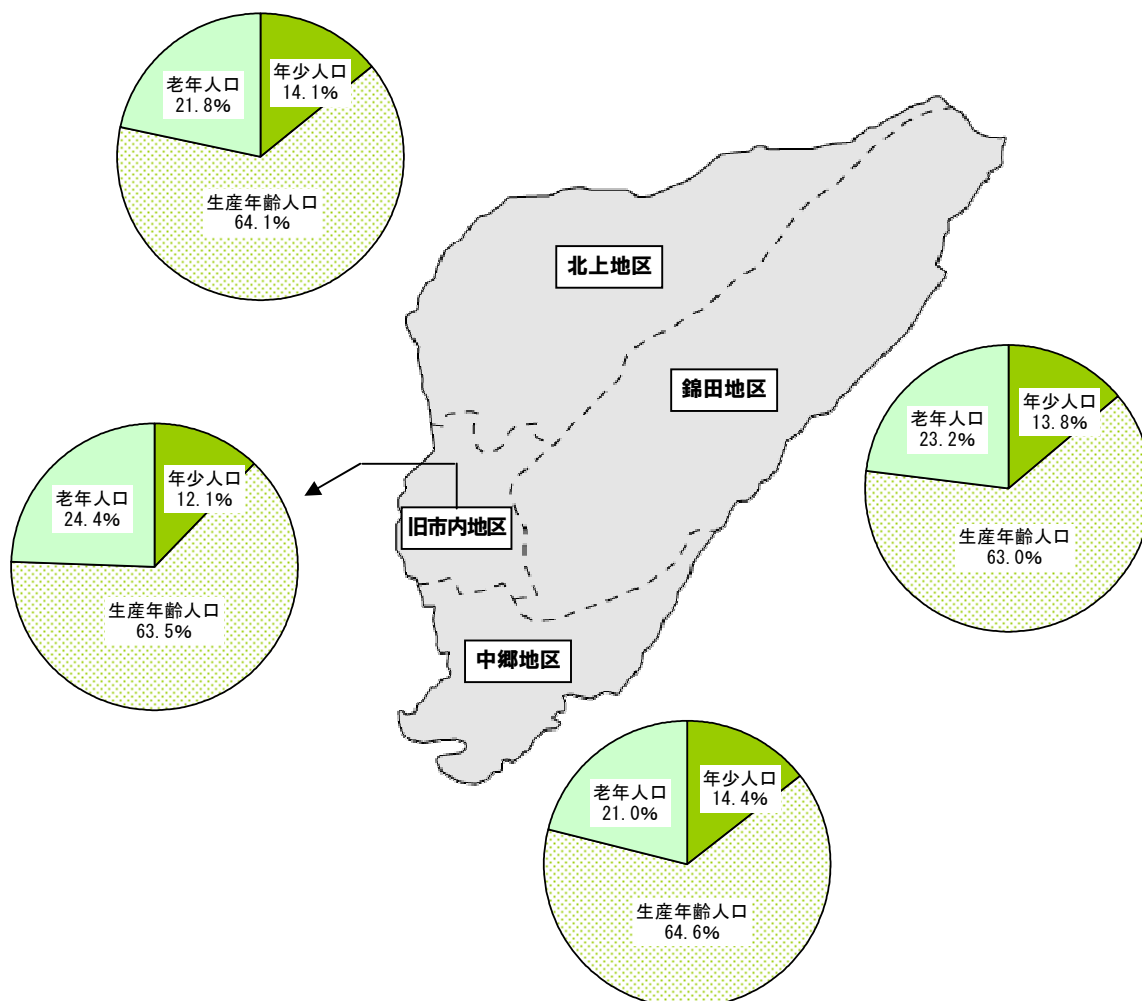 老年人口
21.8%
年少人口
14.1%
生産年齢人口
64.1%
北上地区
錦田地区
老年人口
23.2%
年少人口
13.8%
生産年齢人口
63.0%
老年人口
24.4%
年少人口
12.1%
生産年齢人口
63.5%
旧市内地区
中郷地区
老年人口
21.0%
年少人口
14.4%
生産年齢人口
64.6%